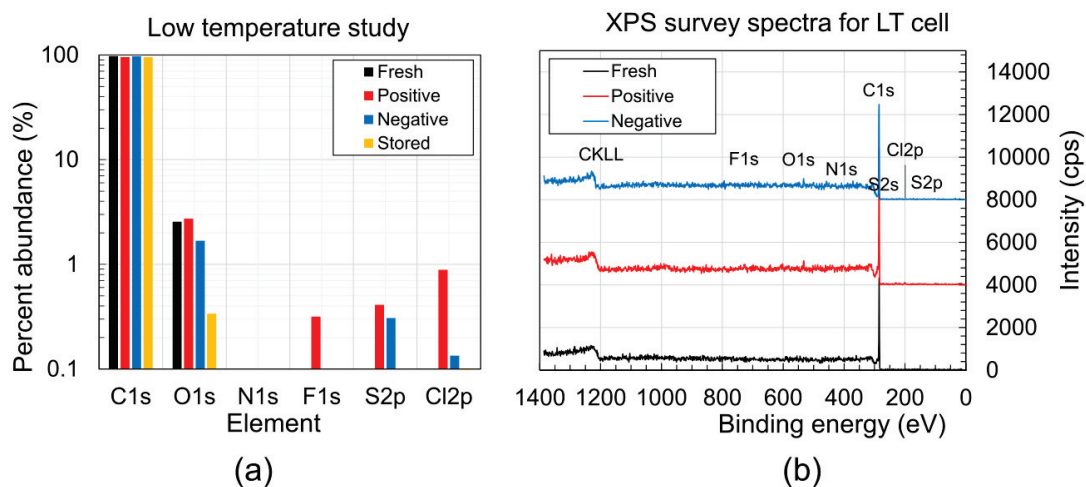 Low temperature study
100
10
1
0.1
Percent abundance (%)
Fresh
Positive
Negative
Stored
C1s O1s N1s F1s S2p Cl2p
Element
(a)
XPS survey spectra for LT cell
Fresh
Positive
Negative
CKLL
F1s
O1s
N1s
C1s
Cl2p
S2s
S2p
14000
12000
10000
8000
6000
4000
2000
0
Intensity (cps)
1400 1200 1000 800 600 400 200 0
Binding energy (eV)
(b)